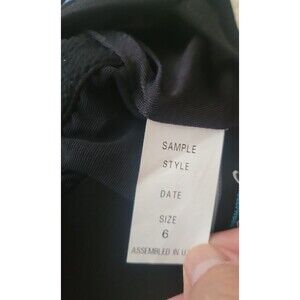 SAMPLE
STYLE
DATE
SIZE
6
ASSEMBLED IN U